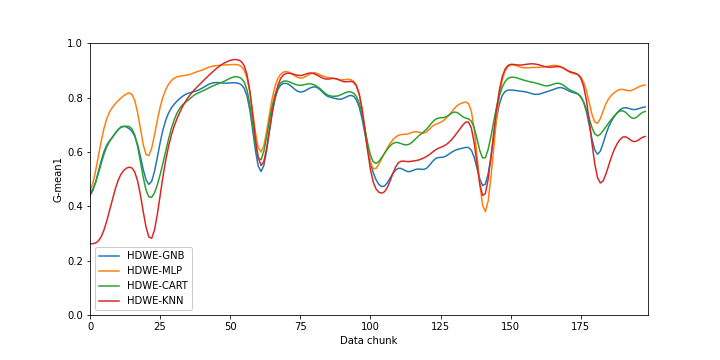 1.0
0.8
0.6
0.4
0.2
0.0
G-mean1
HDWE-GNB
HDWE-MLP
HDWE-CART
HDWE-KNN
0 25 50 75 100 125 150 175
Data chunk